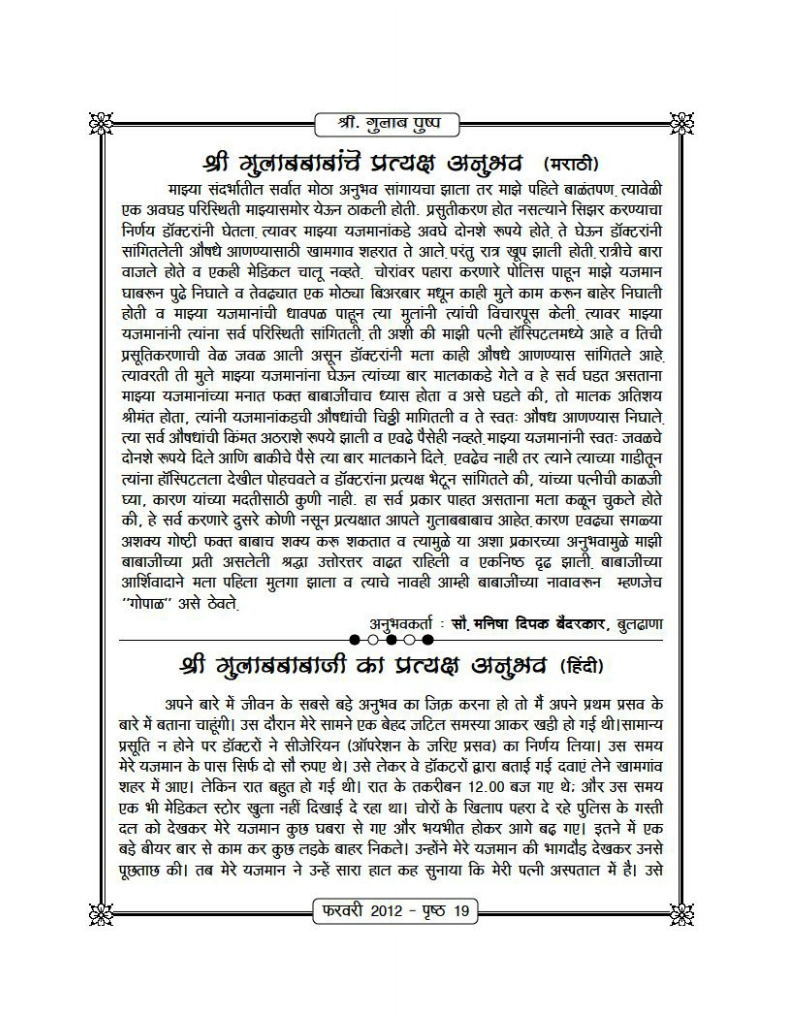 श्री. गुलाब पुष्प
श्री गुलाबबाबांचे प्रत्यक्ष अनुभव (मराठी)
माझ्या संदर्भातील सर्वात मोठा अनुभव सांगायचा झाला तर माझे पहिले बाळंतपण. त्यावेळी
एक अवघड परिस्थिती माझ्यासमोर येऊन ठाकली होती. प्रसुतीकरण होत नसल्याने सिझर करण्याचा
निर्णय डॉक्टरांनी घेतला. त्यावर माझ्या यजमानांकडे अवघे दोनशे रूपये होते. ते घेऊन डॉक्टरांनी
सांगितलेली औषधे आणण्यासाठी खामगाव शहरात ते आले. परंतु रात्र खूप झाली होती. रात्रीचे बारा
वाजले होते व एकही मेडिकल चालू नव्हते. चोरांवर पहारा करणारे पोलिस पाहून माझे यजमान
घाबरून पुढे निघाले व तेवढ्यात एक मोठ्या बिअरबार मधून काही मुले काम करून बाहेर निघाली
होती व माझ्या यजमानांची धावपळ पाहून त्या मुलांनी त्यांची विचारपूस केली. त्यावर माझ्या
यजमानांनी त्यांना सर्व परिस्थिती सांगितली. ती अशी की माझी पत्नी हॉस्पिटलमध्ये आहे व तिची
प्रसूतिकरणाची वेळ जवळ आली असून डॉक्टरांनी मला काही औषधे आणण्यास सांगितले आहे.
त्यावरती ती मुले माझ्या यजमानांना घेऊन त्यांच्या बार मालकाकडे गेले व हे सर्व घडत असताना
माझ्या यजमानांच्या मनात फक्त बाबाजींचाच ध्यास होता व असे घडले की, तो मालक अतिशय
श्रीमंत होता, त्यांनी यजमानांकडची औषधांची चिठ्ठी मागितली व ते स्वतः औषध आणण्यास निघाले.
त्या सर्व औषधांची किंमत अठराशे रूपये झाली व एवढे पैसेही नव्हते. माझ्या यजमानांनी स्वतः जवळचे
दोनशे रूपये दिले आणि बाकीचे पैसे त्या बार मालकाने दिले. एवढेच नाही तर त्याने त्याच्या गाडीतून
त्यांना हॉस्पिटलला देखील पोहचवले व डॉक्टरांना प्रत्यक्ष भेटून सांगितले की, यांच्या पत्नीची काळजी
घ्या, कारण यांच्या मदतीसाठी कुणी नाही. हा सर्व प्रकार पाहत असताना मला कळून चुकले होते
की, हे सर्व करणारे दुसरे कोणी नसून प्रत्यक्षात आपले गुलाबबाबाच आहेत. कारण एवढ्या सगळ्या
अशक्य गोष्टी फक्त बाबाच शक्य करू शकतात व त्यामुळे या अशा प्रकारच्या अनुभवामुळे माझी
बाबाजींच्या प्रती असलेली श्रद्धा उत्तोरत्तर वाढत राहिली व एकनिष्ठ दृढ झाली. बाबाजींच्या
आर्शिवादाने मला पहिला मुलगा झाला व त्याचे नावही आम्ही बाबाजींच्या नावावरून म्हणजेच
''गोपाळ'' असे ठेवले.
अनुभवकर्ता : सौ. मनिषा दिपक बैदरकार, बुलढाणा
श्री गुलाबबाबाजी का प्रत्यक्ष अनुभव (हिंदी)
अपने बारे में जीवन के सबसे बड़े अनुभव का जिक्र करना हो तो मैं अपने प्रथम प्रसव के
बारे में बताना चाहूंगी। उस दौरान मेरे सामने एक बेहद जटिल समस्या आकर खड़ी हो गई थी।सामान्य
प्रसूति न होने पर डॉक्टरों ने सीजेरियन (ऑपरेशन के जरिए प्रसव) का निर्णय लिया। उस समय
मेरे यजमान के पास सिर्फ दो सौ रुपए थे। उसे लेकर वे डॉकटरों द्वारा बताई गई दवाएं लेने खामगांव
शहर में आए। लेकिन रात बहुत हो गई थी। रात के तकरीबन 12.00 बज गए थे; और उस समय
एक भी मेडिकल स्टोर खुला नहीं दिखाई दे रहा था। चोरों के खिलाप पहरा दे रहे पुलिस के गस्ती
दल को देखकर मेरे यजमान कुछ घबरा से गए और भयभीत होकर आगे बढ़ गए। इतने में एक
बड़े बीयर बार से काम कर कुछ लड़के बाहर निकले। उन्होंने मेरे यजमान की भागदौड़ देखकर उनसे
पूछताछ की। तब मेरे यजमान ने उन्हें सारा हाल कह सुनाया कि मेरी पत्नी अस्पताल में है। उसे
फरवरी 2012 - पृष्ठ 19